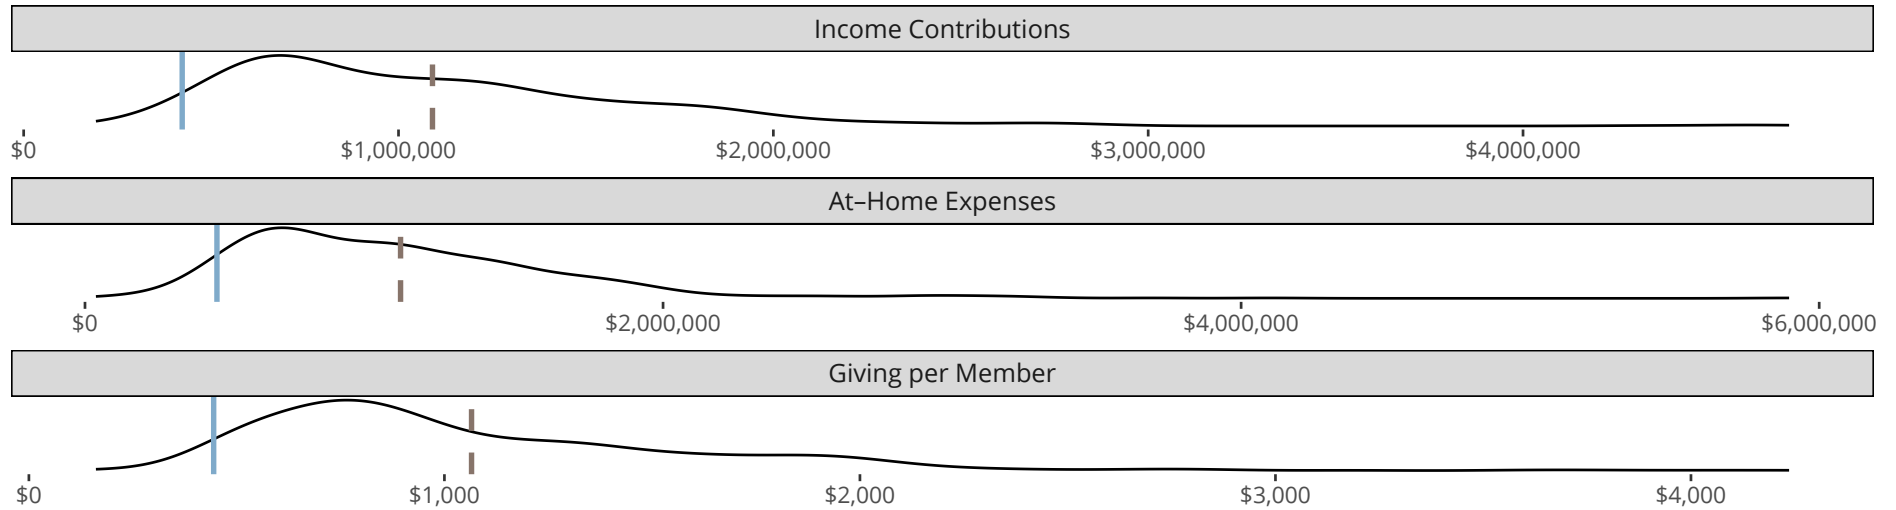 Income Contributions
$0 $1,000,000 $2,000,000 $3,000,000 $4,000,000
At–Home Expenses
$0 $2,000,000 $4,000,000 $6,000,000
Giving per Member
$0 $1,000 $2,000 $3,000 $4,000